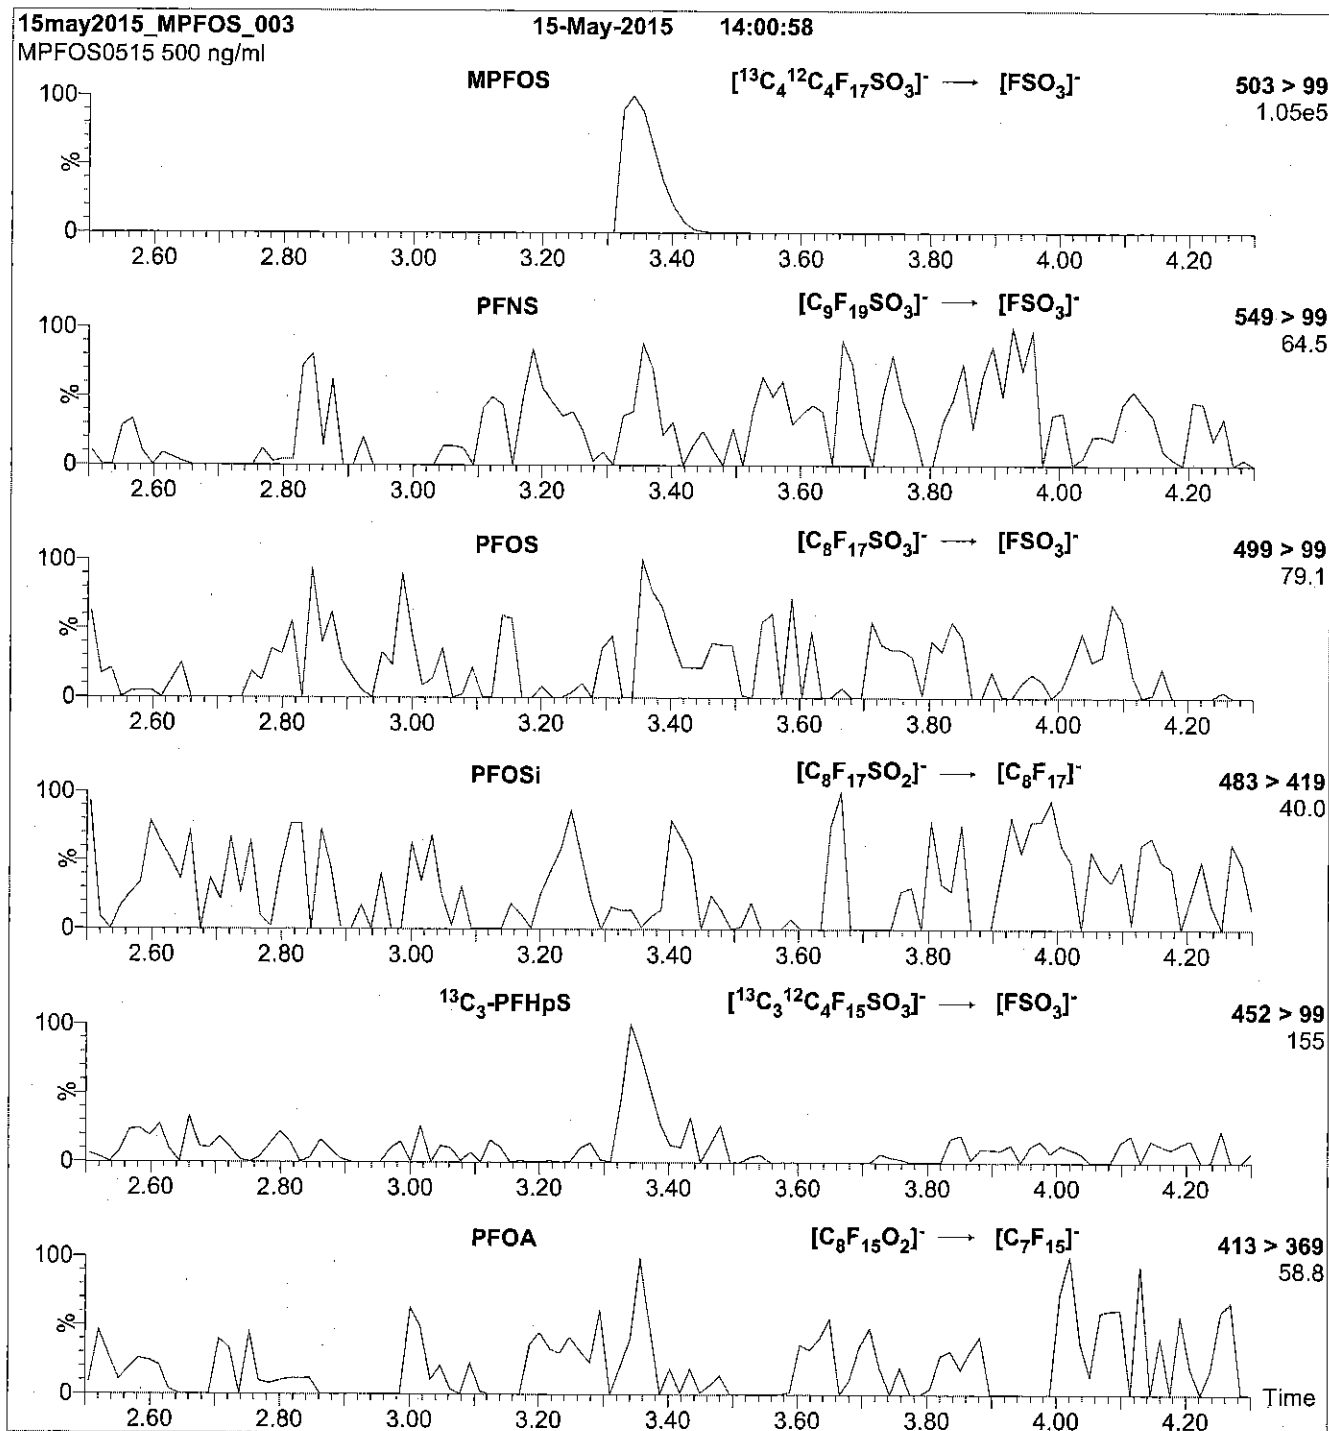 15may2015_MPFOS_003 15-May-2015 14:00:58
MPFOS0515 500 ng/ml
MPFOS [¹³C₄¹²C₄F₁₇SO₃]⁻ → [FSO₃]⁻ 503 > 99
1.05e5
100
%
0
2.60 2.80 3.00 3.20 3.40 3.60 3.80 4.00 4.20
PFNS [C₉F₁₉SO₃]⁻ → [FSO₃]⁻ 549 > 99
64.5
100
%
0
2.60 2.80 3.00 3.20 3.40 3.60 3.80 4.00 4.20
PFOS [C₈F₁₇SO₃]⁻ → [FSO₃]⁻ 499 > 99
79.1
100
%
0
2.60 2.80 3.00 3.20 3.40 3.60 3.80 4.00 4.20
PFOSi [C₈F₁₇SO₂]⁻ → [C₈F₁₇]⁻ 483 > 419
40.0
100
%
0
2.60 2.80 3.00 3.20 3.40 3.60 3.80 4.00 4.20
¹³C₃-PFHpS [¹³C₃¹²C₄F₁₅SO₃]⁻ → [FSO₃]⁻ 452 > 99
155
100
%
0
2.60 2.80 3.00 3.20 3.40 3.60 3.80 4.00 4.20
PFOA [C₈F₁₅O₂]⁻ → [C₇F₁₅]⁻ 413 > 369
58.8
100
%
0
Time
2.60 2.80 3.00 3.20 3.40 3.60 3.80 4.00 4.20